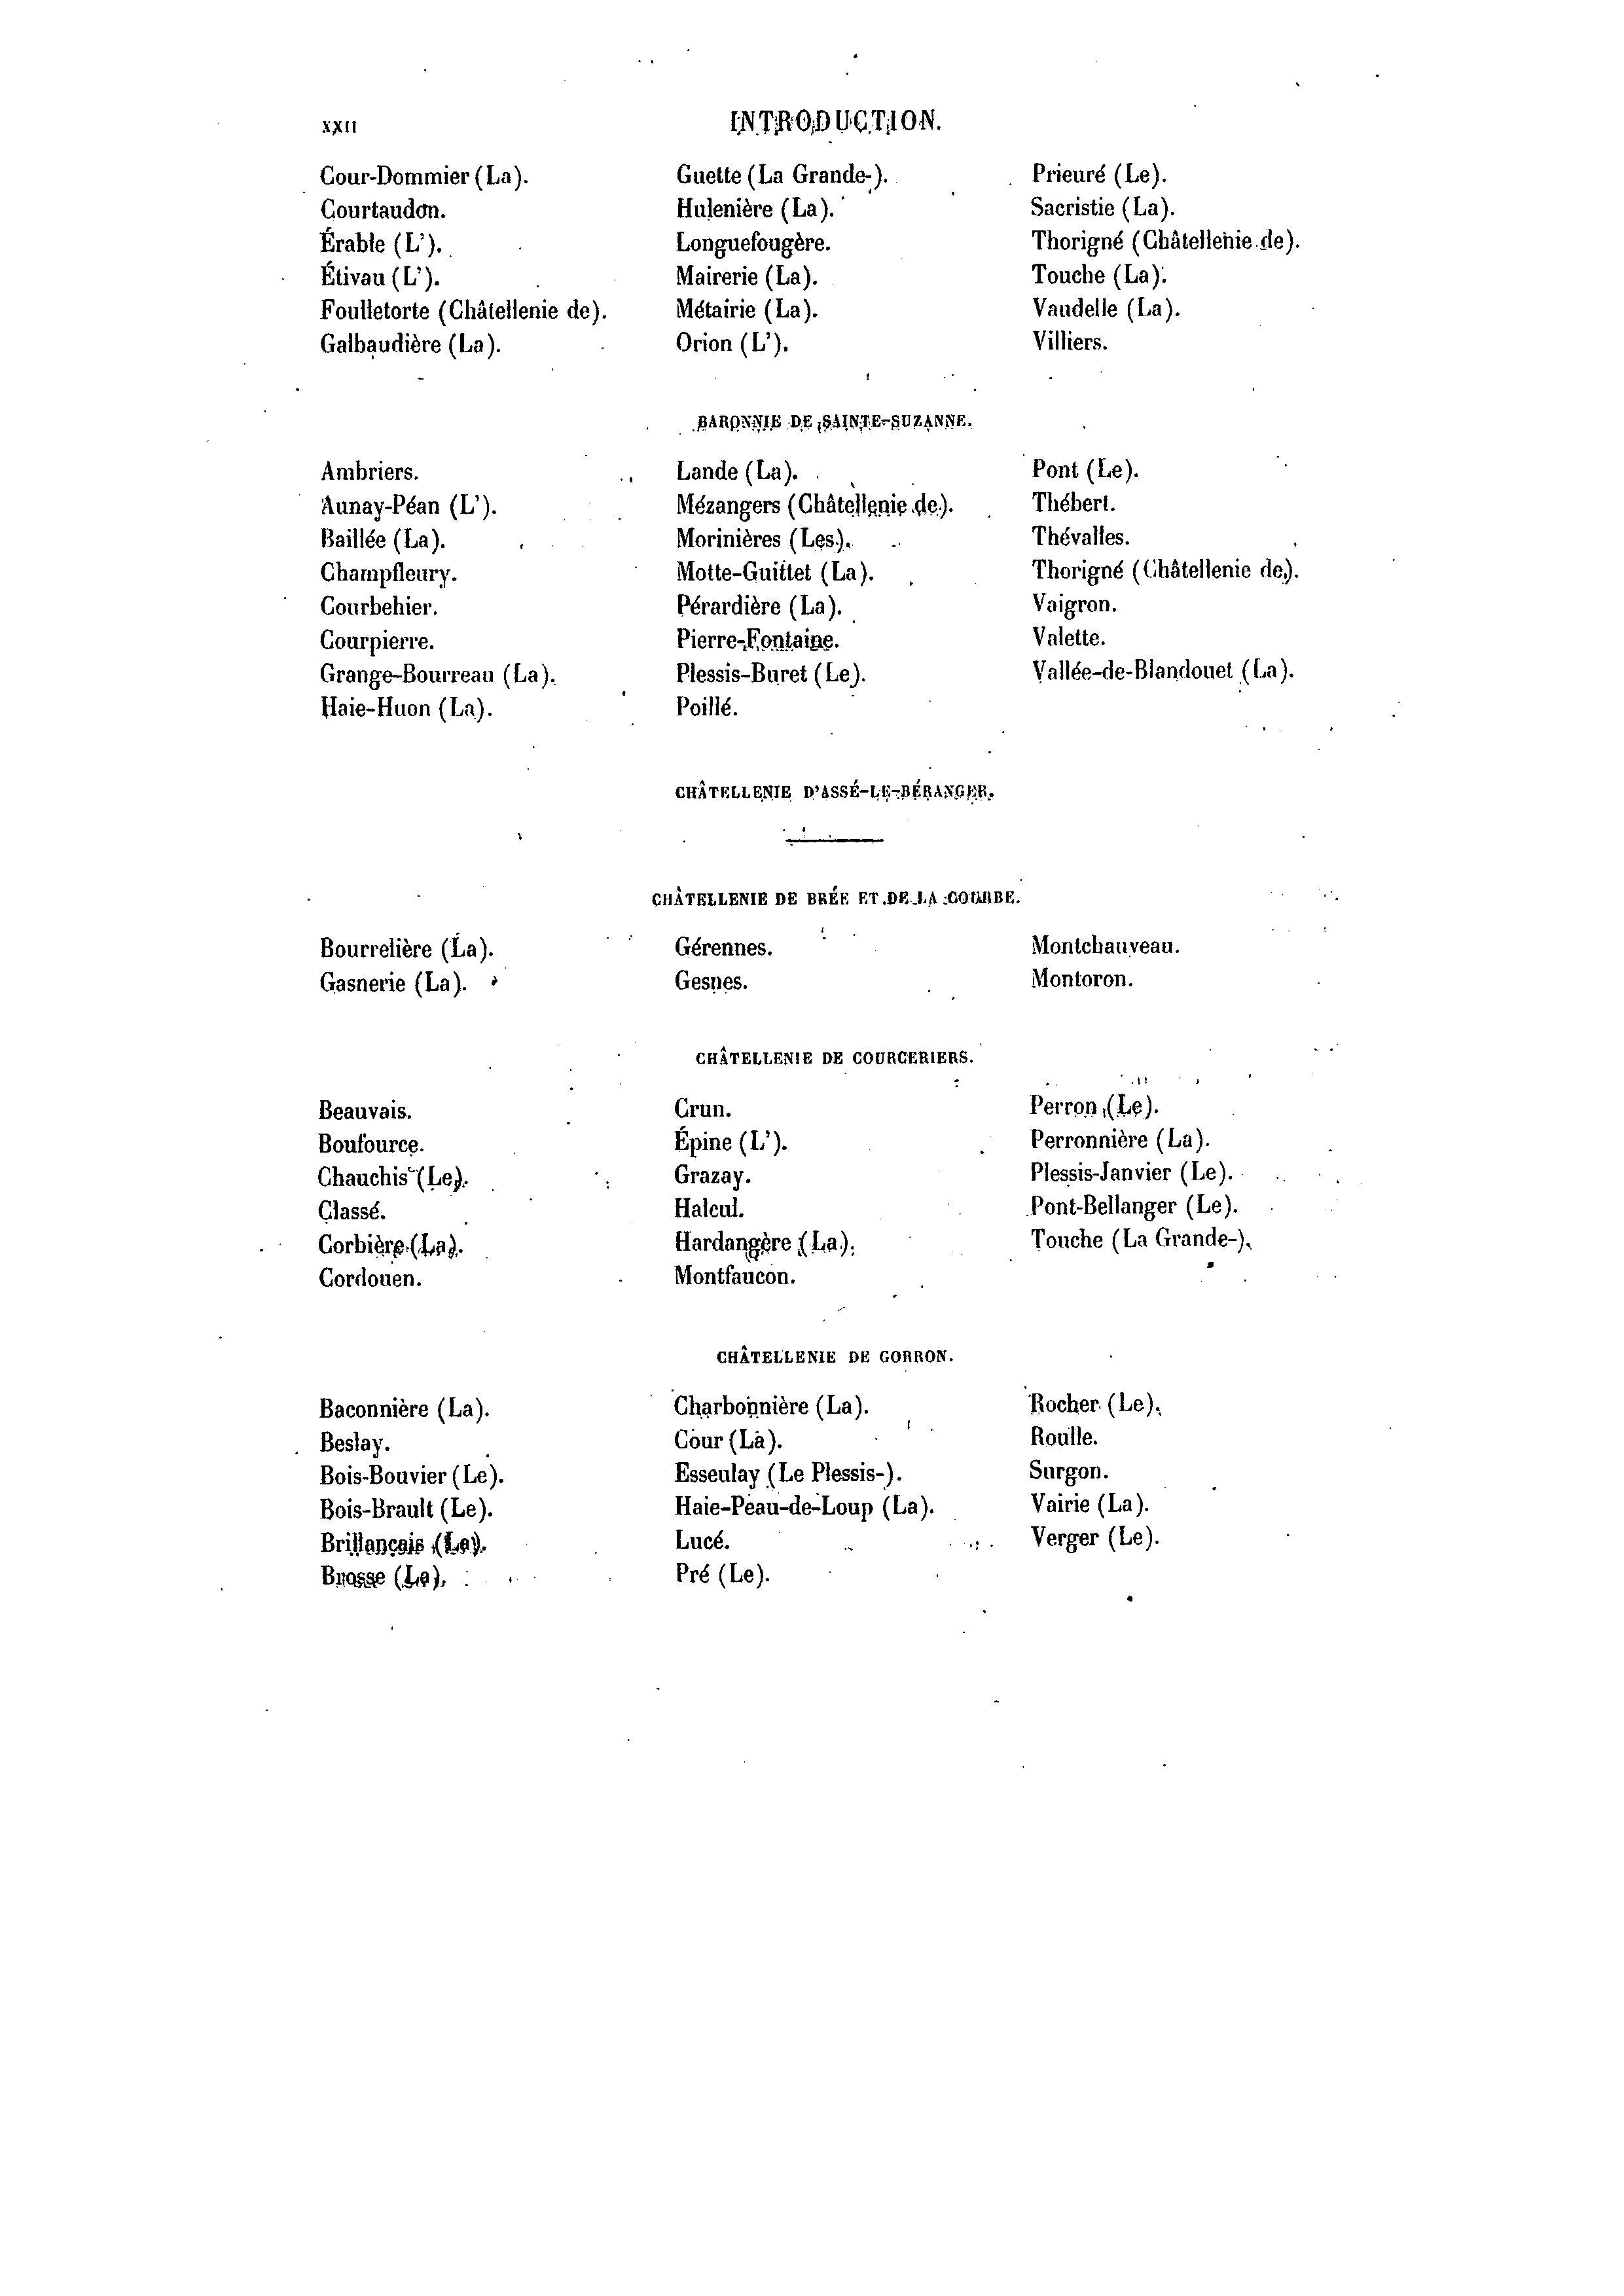 XXII
INTRODUCTION.
Cour-Dommier (La).
Courtaudon.
Érable (L').
Étivau (L').
Foulletorte (Châtellenie de).
Galbaudière (La).
Guette (La Grande-).
Hulenière (La).
Longuefougère.
Mairerie (La).
Métairie (La).
Orion (L').
Prieuré (Le).
Sacristie (La).
Thorigné (Châtellenie de).
Touche (La).
Vaudelle (La).
Villiers.
BARONNIE DE SAINTE-SUZANNE.
Ambriers.
Aunay-Péan (L').
Baillée (La).
Champfleury.
Courbehier.
Courpierre.
Grange-Bourreau (La).
Haie-Huon (La).
Lande (La).
Mézangers (Châtellenie de).
Morinières (Les).
Motte-Guittet (La).
Pérardière (La).
Pierre-Fontaine.
Plessis-Buret (Le).
Poillé.
Pont (Le).
Thébert.
Thévalles.
Thorigné (Châtellenie de).
Vaigron.
Valette.
Vallée-de-Blandouet (La).
CHÂTELLENIE D'ASSÉ-LE-BÉRANGER.
CHÂTELLENIE DE BRÉE ET DE LA COURBE.
Bourrelière (La).
Gasnerie (La).
Gérennes.
Gesnes.
Montchauveau.
Montoron.
CHÂTELLENIE DE COURCERIERS.
Beauvais.
Boufource.
Chauchis (Le).
Classé.
Corbière (La).
Cordouen.
Crun.
Épine (L').
Grazay.
Halcul.
Hardangère (La).
Montfaucon.
Perron (Le).
Perronnière (La).
Plessis-Janvier (Le).
Pont-Bellanger (Le).
Touche (La Grande-).
CHÂTELLENIE DE GORRON.
Baconnière (La).
Beslay.
Bois-Bouvier (Le).
Bois-Brault (Le).
Brillançais (La).
Brosse (La).
Charbonnière (La).
Cour (La).
Esseulay (Le Plessis-).
Haie-Peau-de-Loup (La).
Lucé.
Pré (Le).
Rocher (Le).
Roulle.
Surgon.
Vairie (La).
Verger (Le).